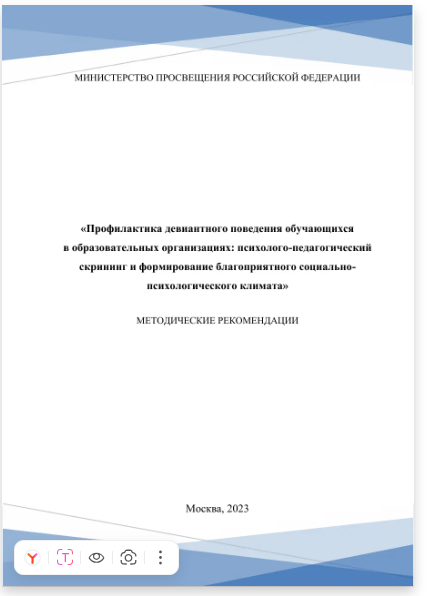 МИНИСТЕРСТВО ПРОСВЕЩЕНИЯ РОССИЙСКОЙ ФЕДЕРАЦИИ
«Профилактика девиантного поведения обучающихся
в образовательных организациях: психолого-педагогический
скрининг и формирование благоприятного социально-
психологического климата»
МЕТОДИЧЕСКИЕ РЕКОМЕНДАЦИИ
Москва, 2023
Y T